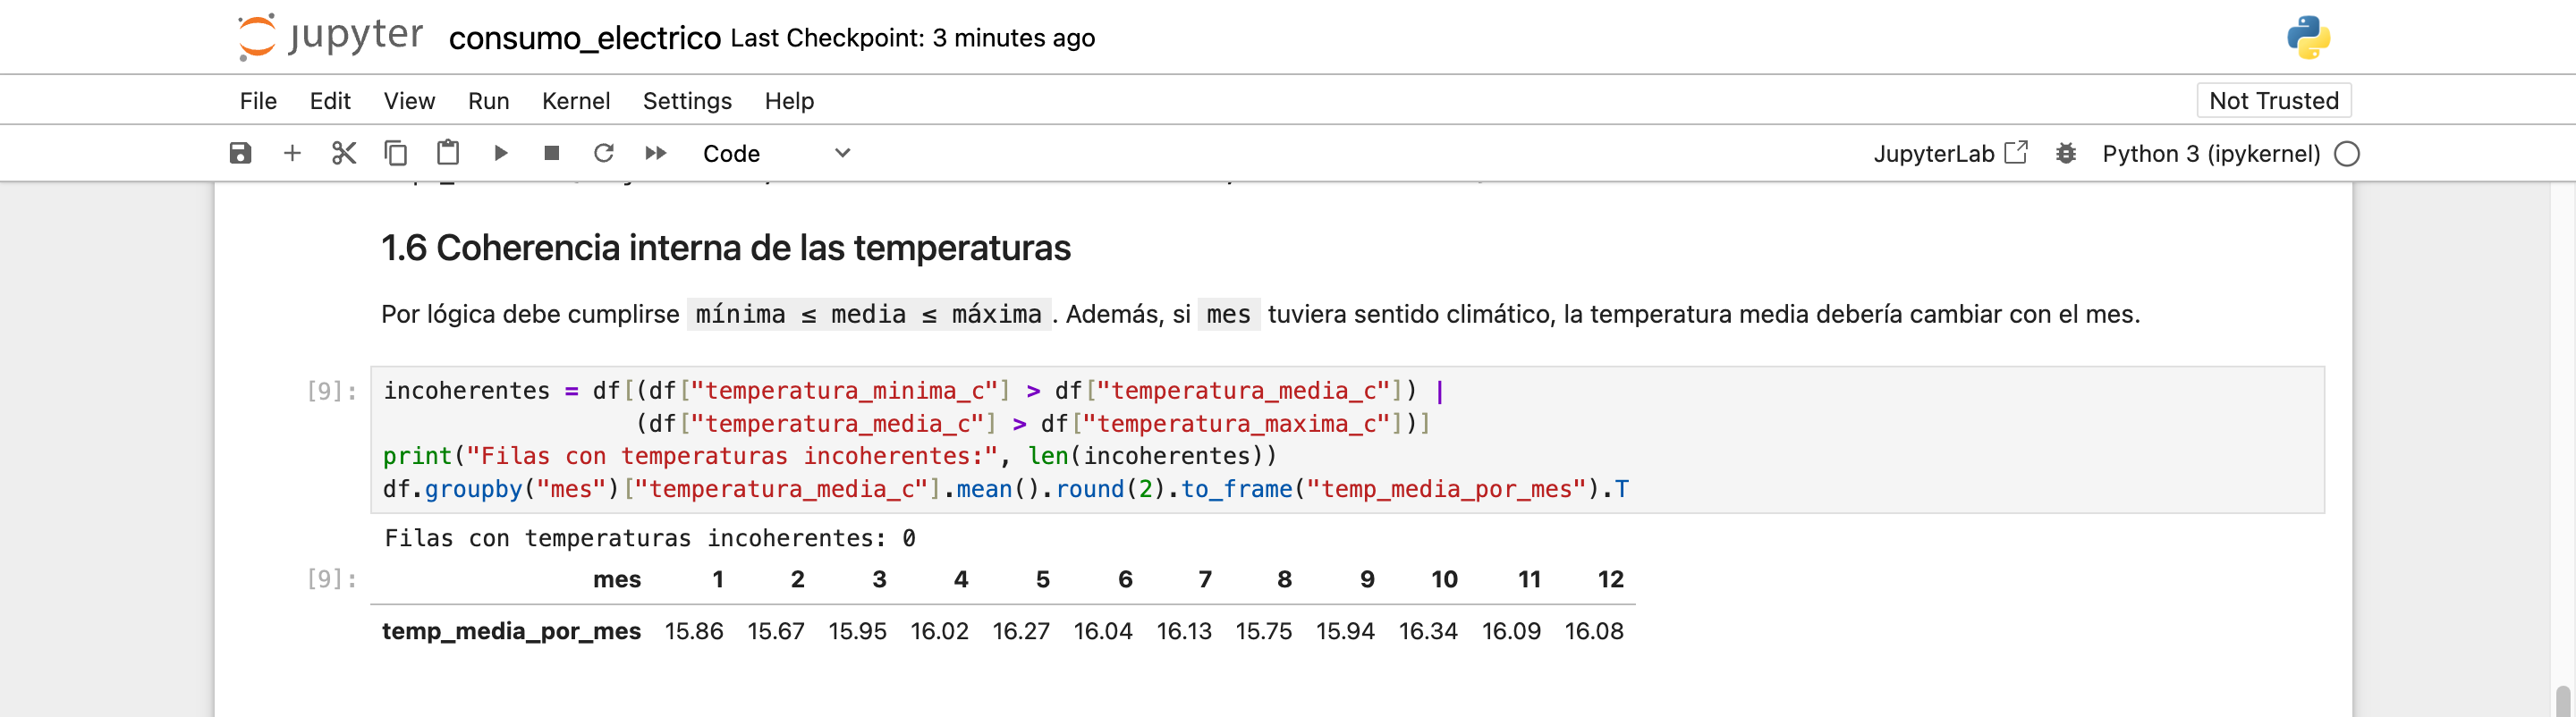 jupyter consumo_electrico Last Checkpoint: 3 minutes ago
File Edit View Run Kernel Settings Help Not Trusted
Code JupyterLab Python 3 (ipykernel)
1.6 Coherencia interna de las temperaturas
Por lógica debe cumplirse mínima ≤ media ≤ máxima . Además, si mes tuviera sentido climático, la temperatura media debería cambiar con el mes.
[9]: incoherentes = df[(df["temperatura_minima_c"] > df["temperatura_media_c"]) |
(df["temperatura_media_c"] > df["temperatura_maxima_c"])]
print("Filas con temperaturas incoherentes:", len(incoherentes))
df.groupby("mes")["temperatura_media_c"].mean().round(2).to_frame("temp_media_por_mes").T
Filas con temperaturas incoherentes: 0
[9]: mes 1 2 3 4 5 6 7 8 9 10 11 12
temp_media_por_mes 15.86 15.67 15.95 16.02 16.27 16.04 16.13 15.75 15.94 16.34 16.09 16.08